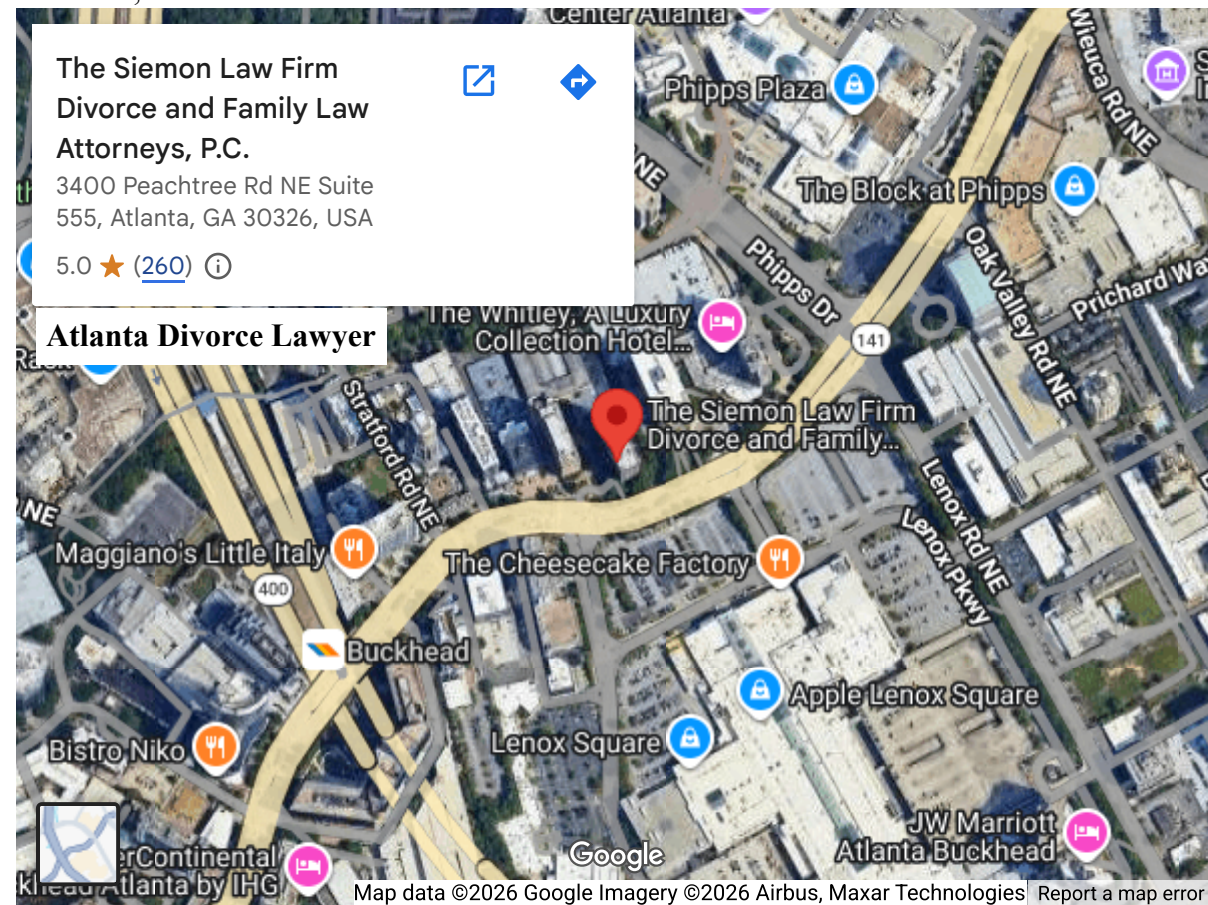 Center Atlanta
The Siemon Law Firm
Divorce and Family Law
Attorneys, P.C.
3400 Peachtree Rd NE Suite
555, Atlanta, GA 30326, USA
5.0 ★ (260)
Atlanta Divorce Lawyer
Wieuca Rd NE
Phipps Plaza
NE
The Block at Phipps
Phipps Dr
Oak Valley Rd NE
Prichard Wa
The Whitley, A Luxury
Collection Hotel...
141
Stratford Rd NE
The Siemon Law Firm
Divorce and Family...
NE
Lenox Rd NE
Lenox Pkwy
Maggiano's Little Italy
The Cheesecake Factory
400
Buckhead
Apple Lenox Square
Bistro Niko
Lenox Square
JW Marriott
Atlanta Buckhead
erContinental
khead Atlanta by IHG
Google
Map data ©2026 Google Imagery ©2026 Airbus, Maxar Technologies
Report a map error